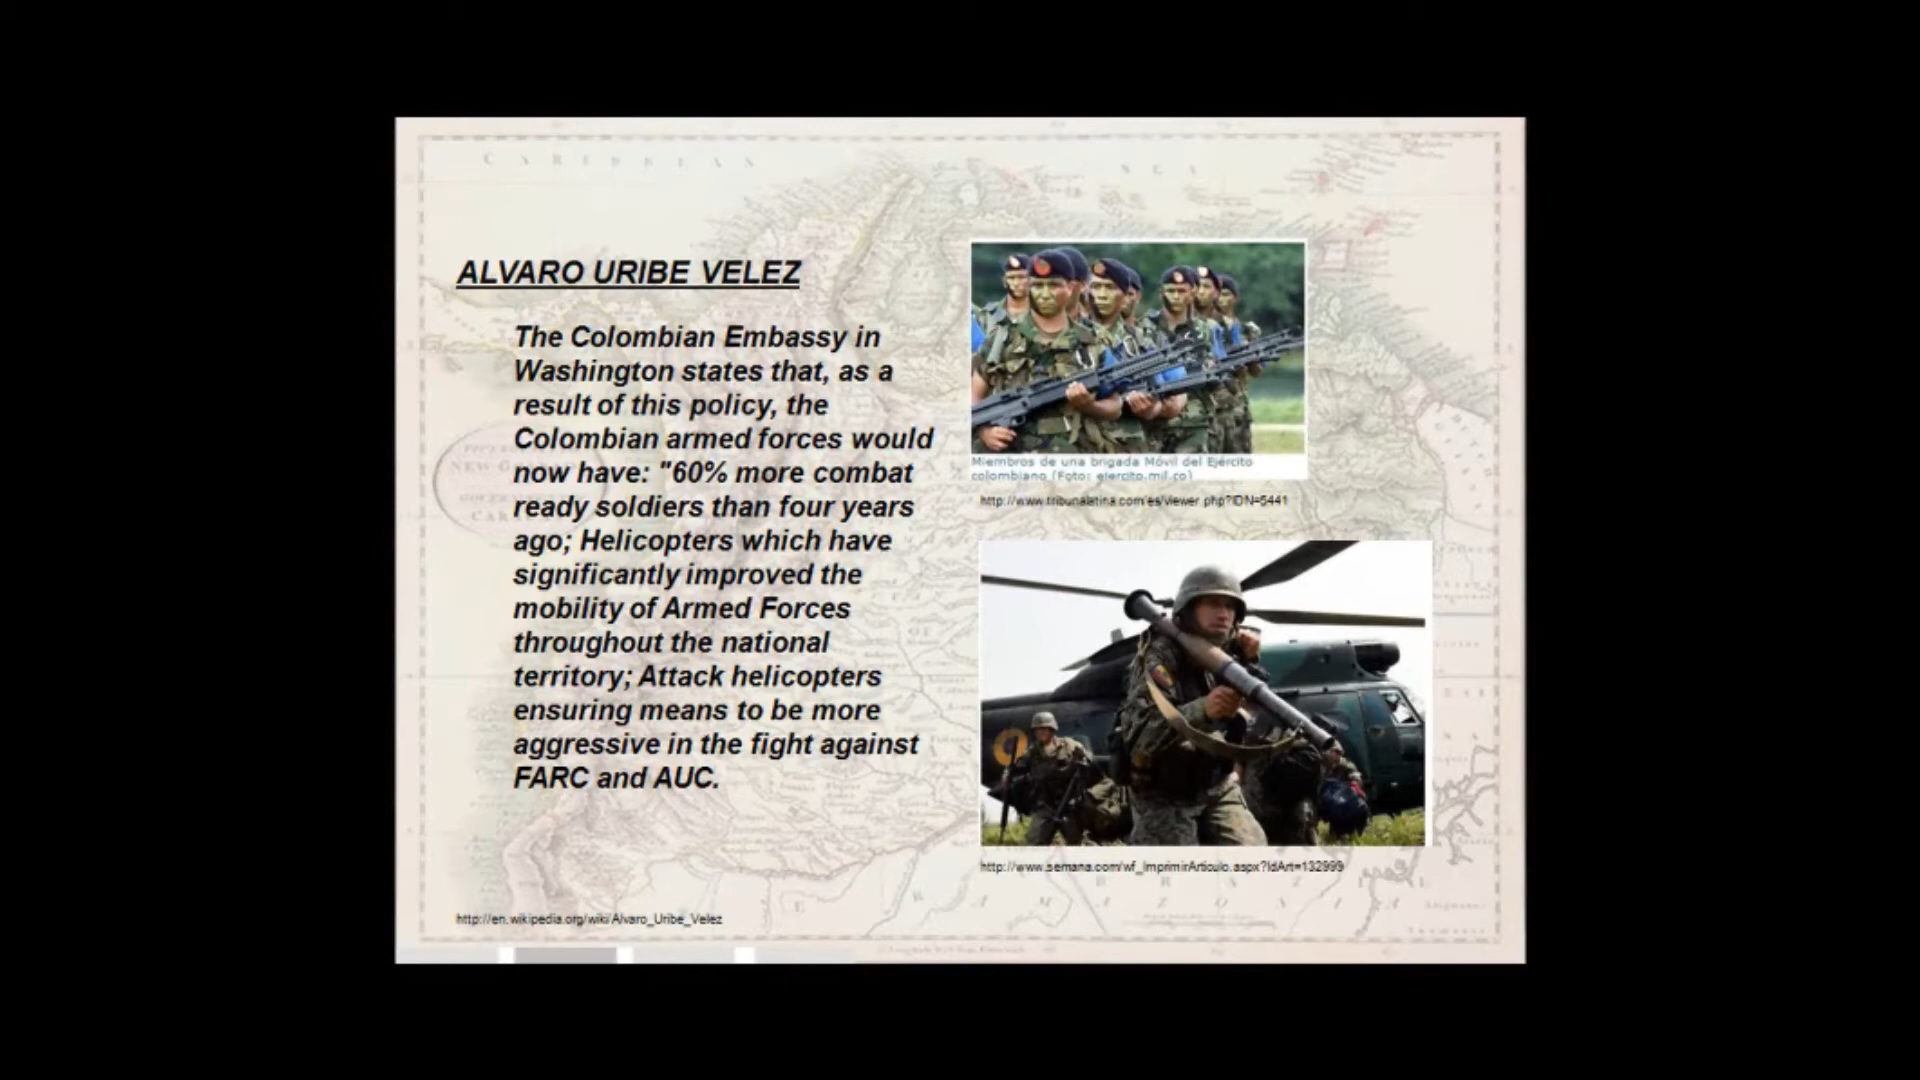 ALVARO URIBE VELEZ
The Colombian Embassy in
Washington states that, as a
result of this policy, the
Colombian armed forces would
now have: "60% more combat
ready soldiers than four years
ago; Helicopters which have
significantly improved the
mobility of Armed Forces
throughout the national
territory; Attack helicopters
ensuring means to be more
aggressive in the fight against
FARC and AUC.
http://en.wikipedia.org/wiki/Alvaro_Uribe_Velez
Miembros de una brigada Móvil del Ejército
colombiano (Foto: ejercito.mil.co)
http://www.tribunalatina.com/es/viewer.php?IDN=5441
http://www.semana.com/wf_ImprimirArticulo.aspx?IdArt=132999
CARIBBEAN
SEA